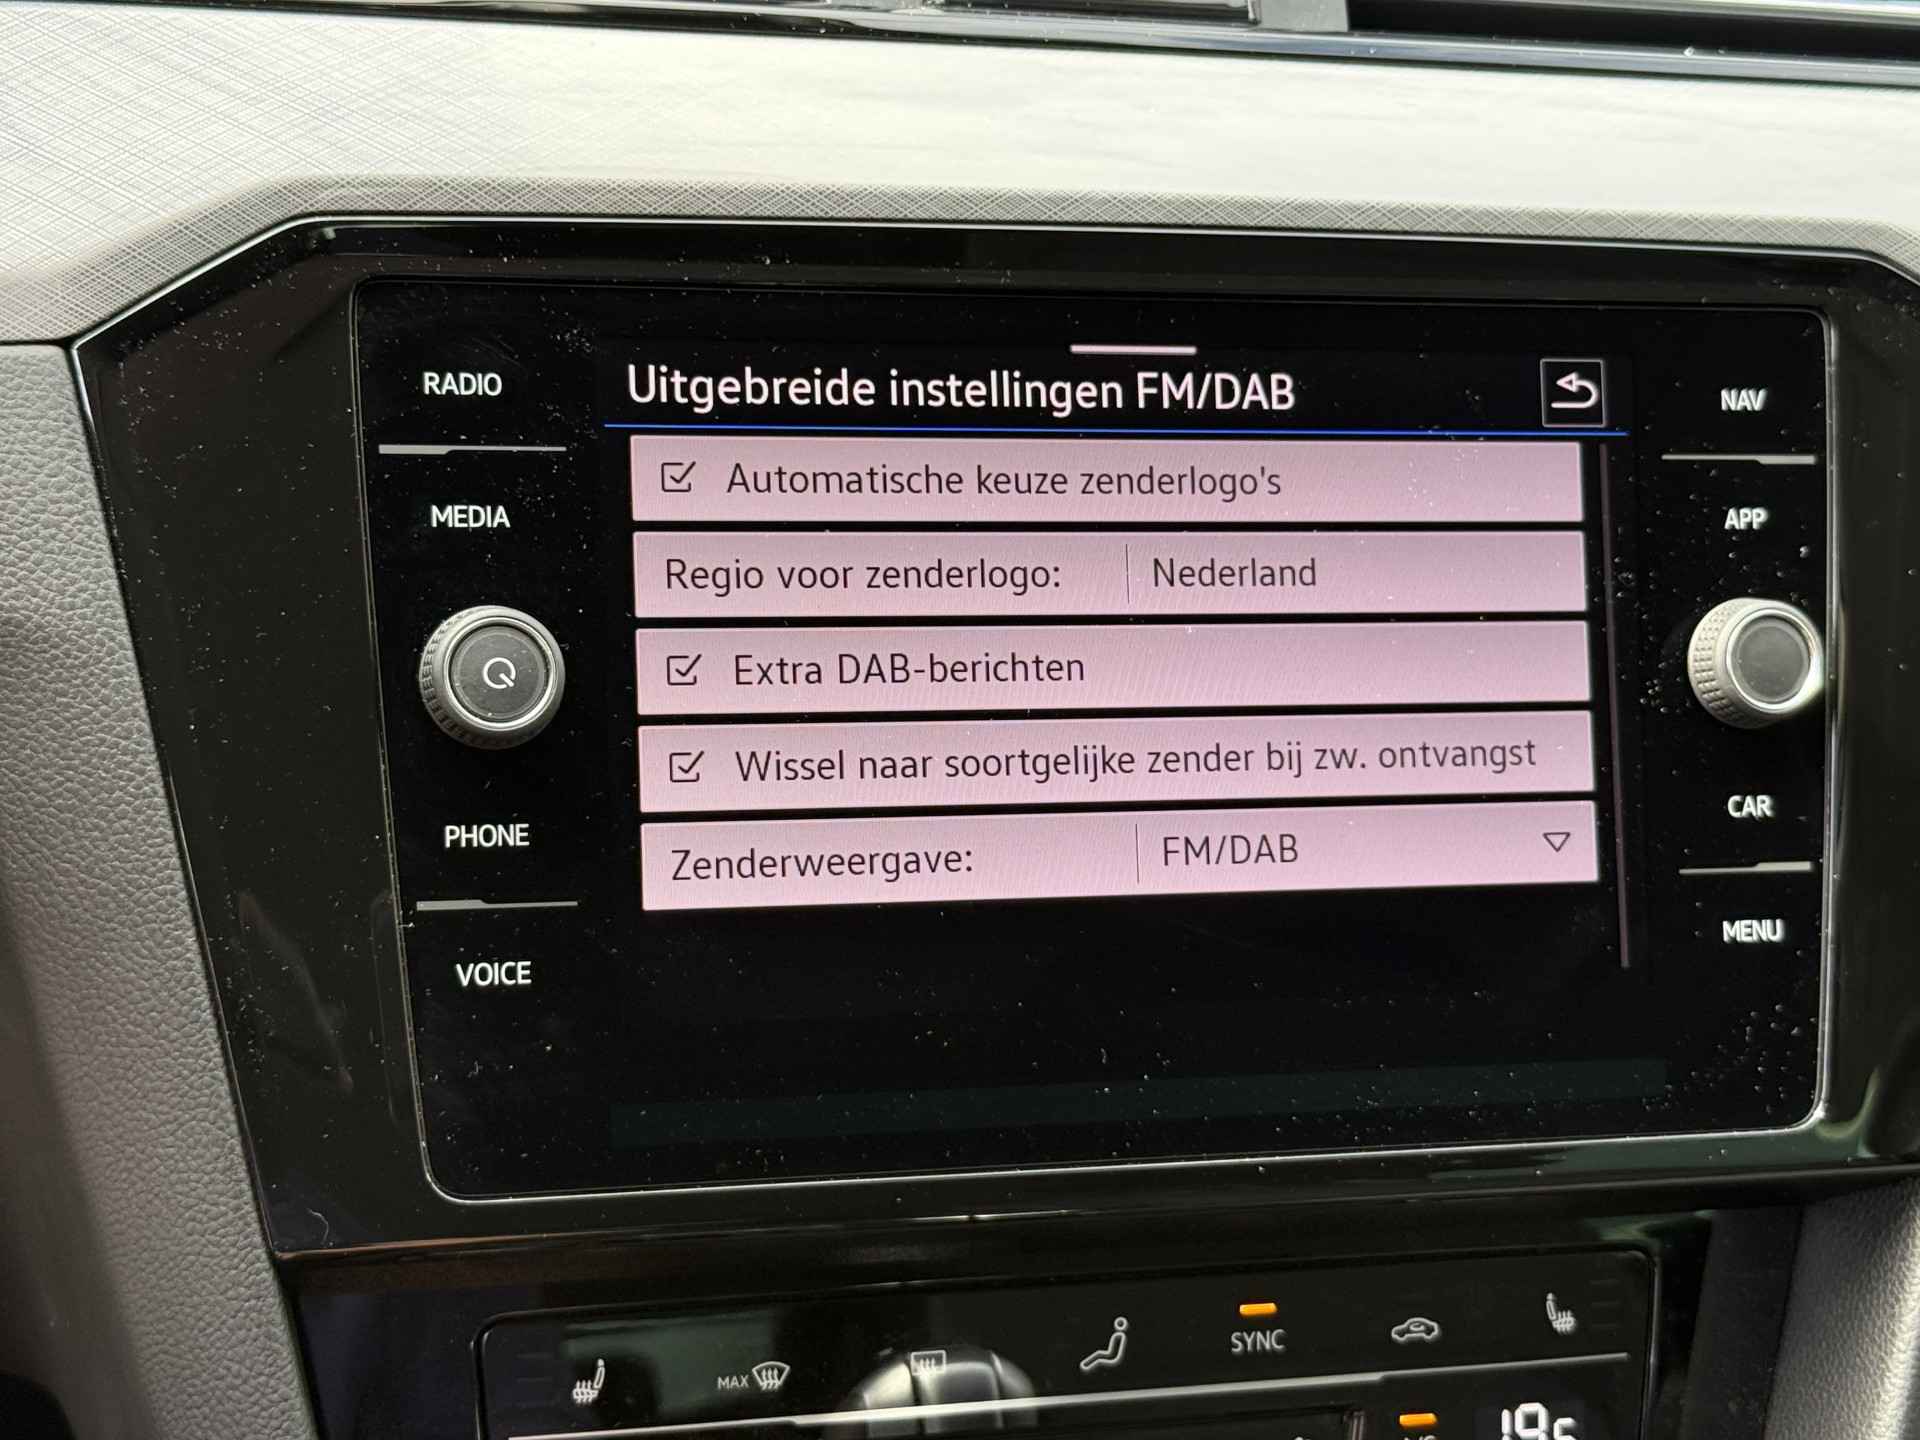 RADIO
MEDIA
PHONE
VOICE
Uitgebreide instellingen FM/DAB
Automatische keuze zenderlogo's
Regio voor zenderlogo: Nederland
Extra DAB-berichten
Wissel naar soortgelijke zender bij zw. ontvangst
Zenderweergave: FM/DAB
NAV
APP
CAR
MENU
MAX
SYNC